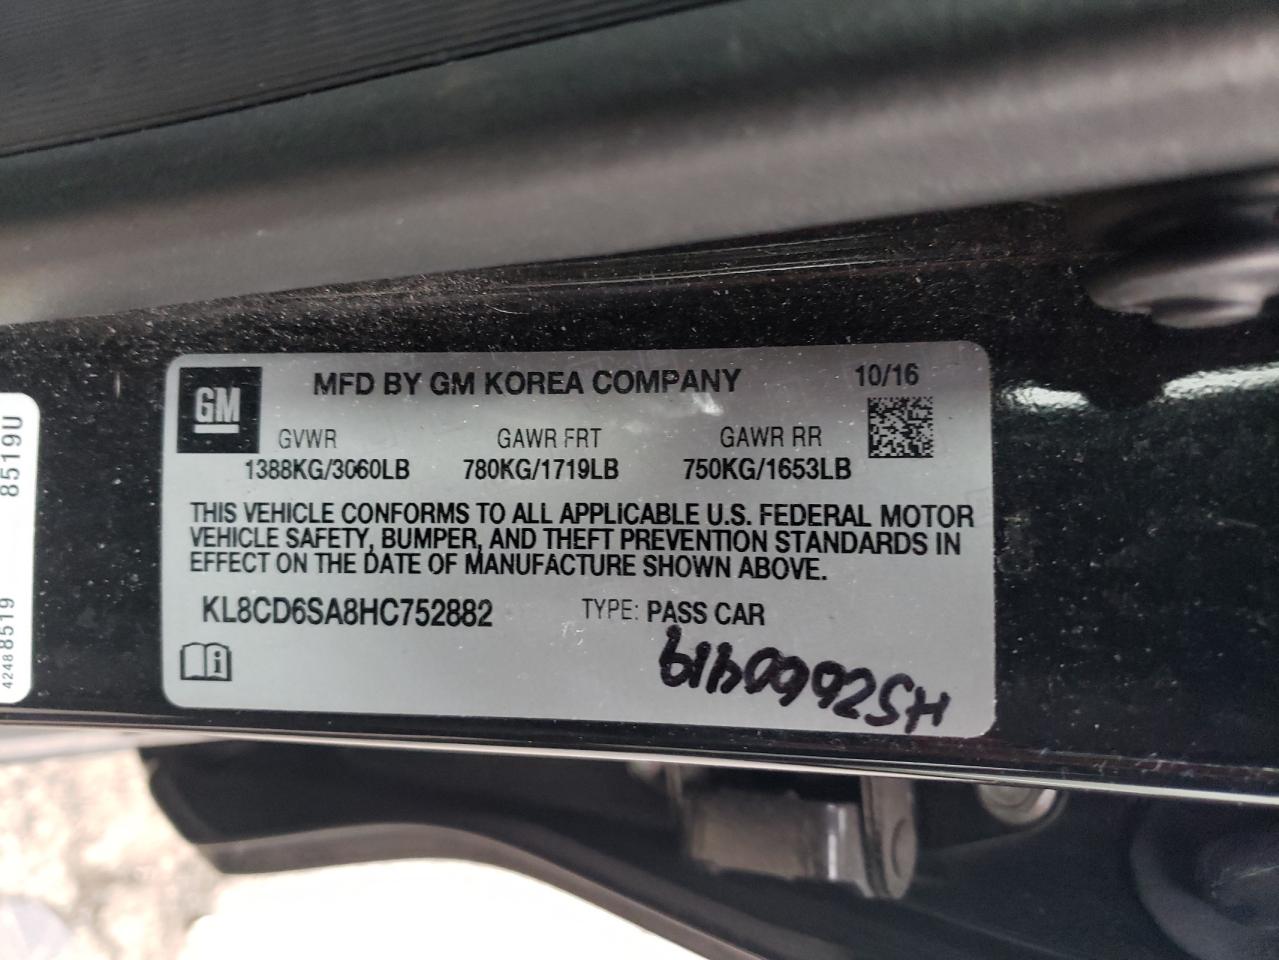 GM
MFD BY GM KOREA COMPANY
10/16
GVWR GAWR FRT GAWR RR
1388KG/3060LB 780KG/1719LB 750KG/1653LB
THIS VEHICLE CONFORMS TO ALL APPLICABLE U.S. FEDERAL MOTOR
VEHICLE SAFETY, BUMPER, AND THEFT PREVENTION STANDARDS IN
EFFECT ON THE DATE OF MANUFACTURE SHOWN ABOVE.
KL8CD6SA8HC752882 TYPE: PASS CAR
i
42488519 8519U